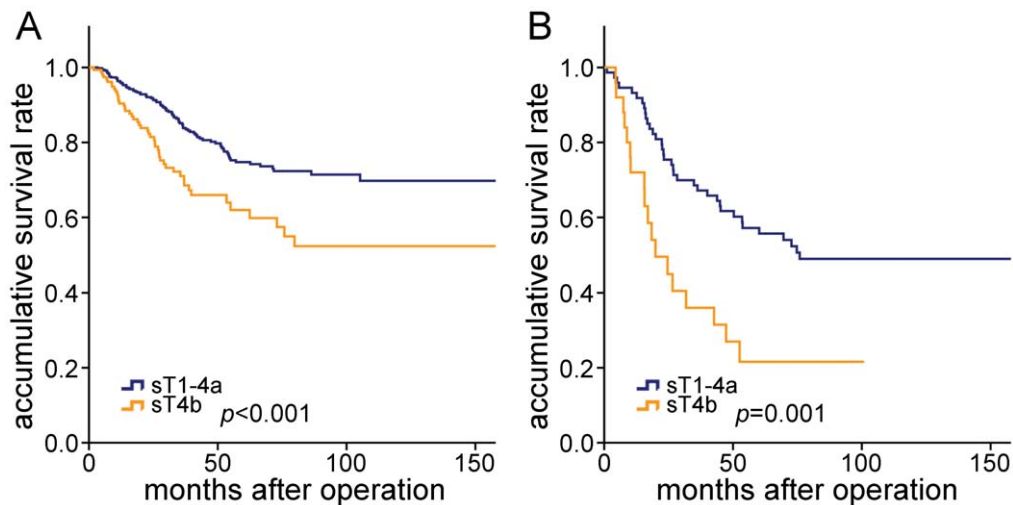 A
accumulative survival rate
1.0
0.8
0.6
0.4
0.2
0.0
sT1-4a
sT4b
p<0.001
0 50 100 150
months after operation
B
accumulative survival rate
1.0
0.8
0.6
0.4
0.2
0.0
sT1-4a
sT4b
p=0.001
0 50 100 150
months after operation